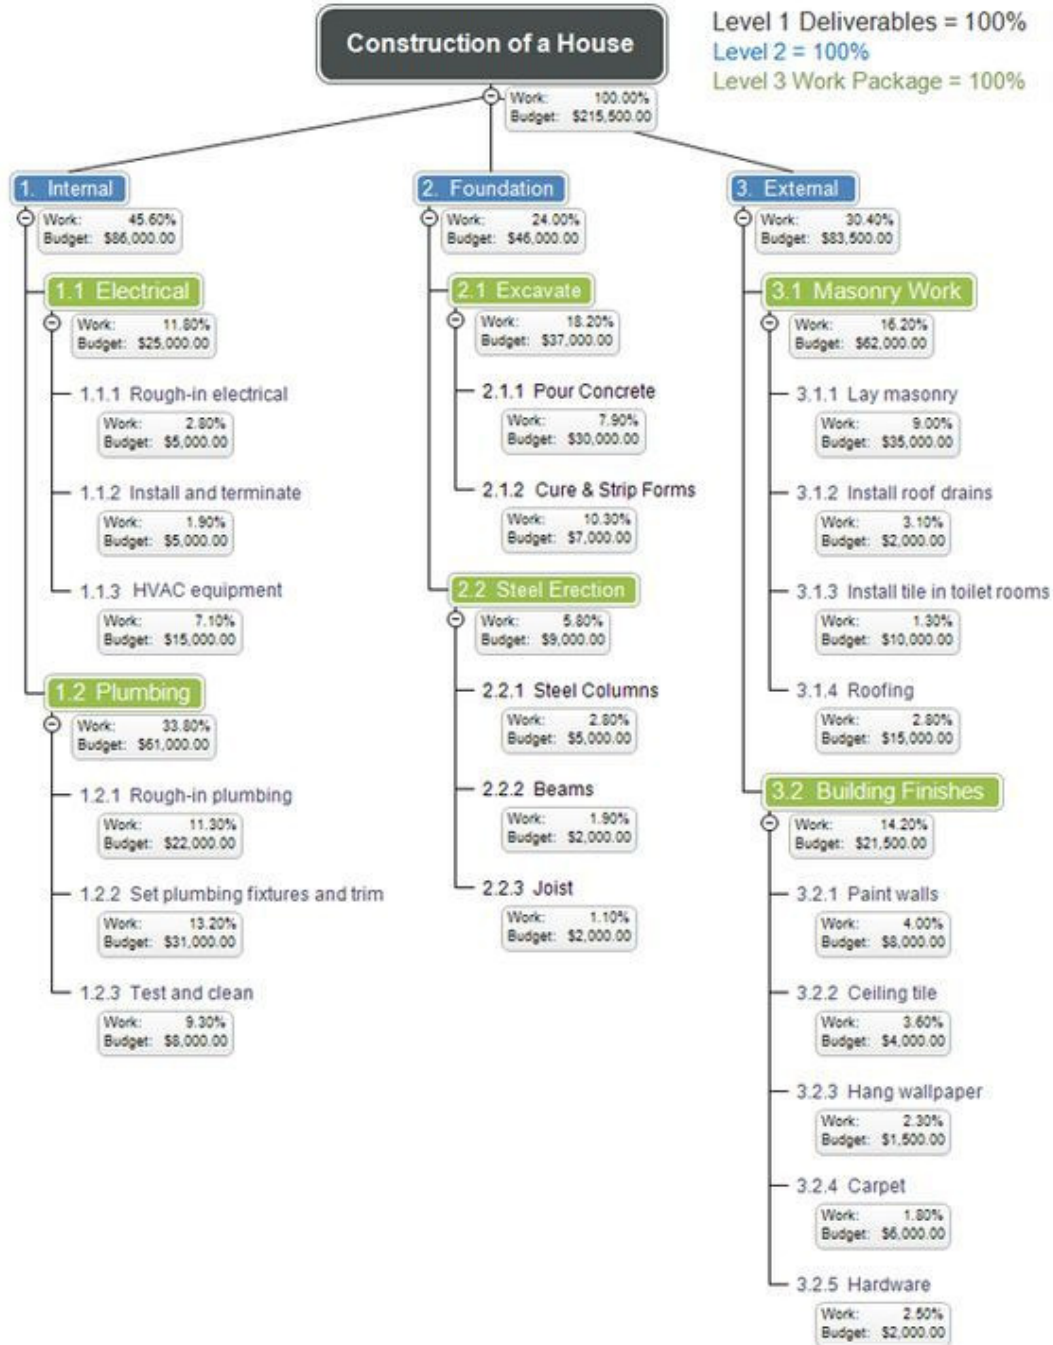 Construction of a House
Level 1 Deliverables = 100%
Level 2 = 100%
Level 3 Work Package = 100%
Work: 100.00%
Budget: $215,500.00
1. Internal
Work: 45.60%
Budget: $86,000.00
1.1 Electrical
Work: 11.80%
Budget: $25,000.00
1.1.1 Rough-in electrical
Work: 2.80%
Budget: $5,000.00
1.1.2 Install and terminate
Work: 1.90%
Budget: $5,000.00
1.1.3 HVAC equipment
Work: 7.10%
Budget: $15,000.00
1.2 Plumbing
Work: 33.80%
Budget: $61,000.00
1.2.1 Rough-in plumbing
Work: 11.30%
Budget: $22,000.00
1.2.2 Set plumbing fixtures and trim
Work: 13.20%
Budget: $31,000.00
1.2.3 Test and clean
Work: 9.30%
Budget: $8,000.00
2. Foundation
Work: 24.00%
Budget: $46,000.00
2.1 Excavate
Work: 18.20%
Budget: $37,000.00
2.1.1 Pour Concrete
Work: 7.90%
Budget: $30,000.00
2.1.2 Cure & Strip Forms
Work: 10.30%
Budget: $7,000.00
2.2 Steel Erection
Work: 5.80%
Budget: $9,000.00
2.2.1 Steel Columns
Work: 2.80%
Budget: $5,000.00
2.2.2 Beams
Work: 1.90%
Budget: $2,000.00
2.2.3 Joist
Work: 1.10%
Budget: $2,000.00
3. External
Work: 30.40%
Budget: $83,500.00
3.1 Masonry Work
Work: 16.20%
Budget: $62,000.00
3.1.1 Lay masonry
Work: 9.00%
Budget: $35,000.00
3.1.2 Install roof drains
Work: 3.10%
Budget: $2,000.00
3.1.3 Install tile in toilet rooms
Work: 1.30%
Budget: $10,000.00
3.1.4 Roofing
Work: 2.80%
Budget: $15,000.00
3.2 Building Finishes
Work: 14.20%
Budget: $21,500.00
3.2.1 Paint walls
Work: 4.00%
Budget: $8,000.00
3.2.2 Ceiling tile
Work: 3.60%
Budget: $4,000.00
3.2.3 Hang wallpaper
Work: 2.30%
Budget: $1,500.00
3.2.4 Carpet
Work: 1.80%
Budget: $6,000.00
3.2.5 Hardware
Work: 2.50%
Budget: $2,000.00